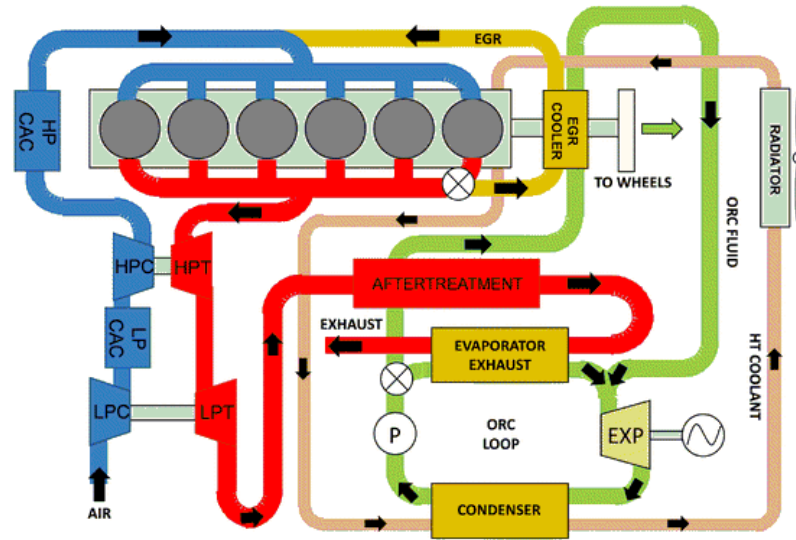 EGR
HP
CAC
EGR
COOLER
RADIATOR
TO WHEELS
ORC FLUID
HPC
HPT
AFTERTREATMENT
LP
CAC
EXHAUST
EVAPORATOR
EXHAUST
HT COOLANT
LPC
LPT
P
ORC
LOOP
EXP
AIR
CONDENSER